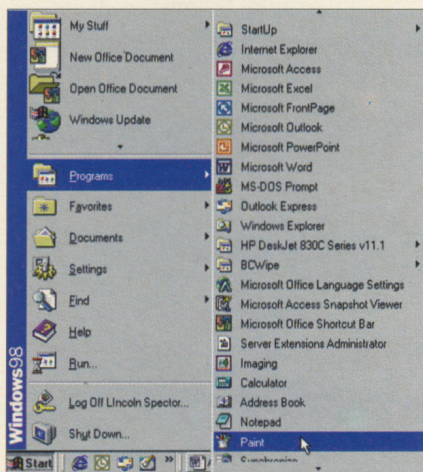 My Stuff
New Office Document
Open Office Document
Windows Update
Programs
Favorites
Documents
Settings
Find
Help
Run...
Log Off LIncoln Spector...
Shut Down...
Windows98
Start
StartUp
Internet Explorer
Microsoft Access
Microsoft Excel
Microsoft FrontPage
Microsoft Outlook
Microsoft PowerPoint
Microsoft Word
MS-DOS Prompt
Outlook Express
Windows Explorer
HP DeskJet 830C Series v11.1
BCWipe
Microsoft Office Language Settings
Microsoft Access Snapshot Viewer
Microsoft Office Shortcut Bar
Server Extensions Administrator
Imaging
Calculator
Address Book
Notepad
Paint